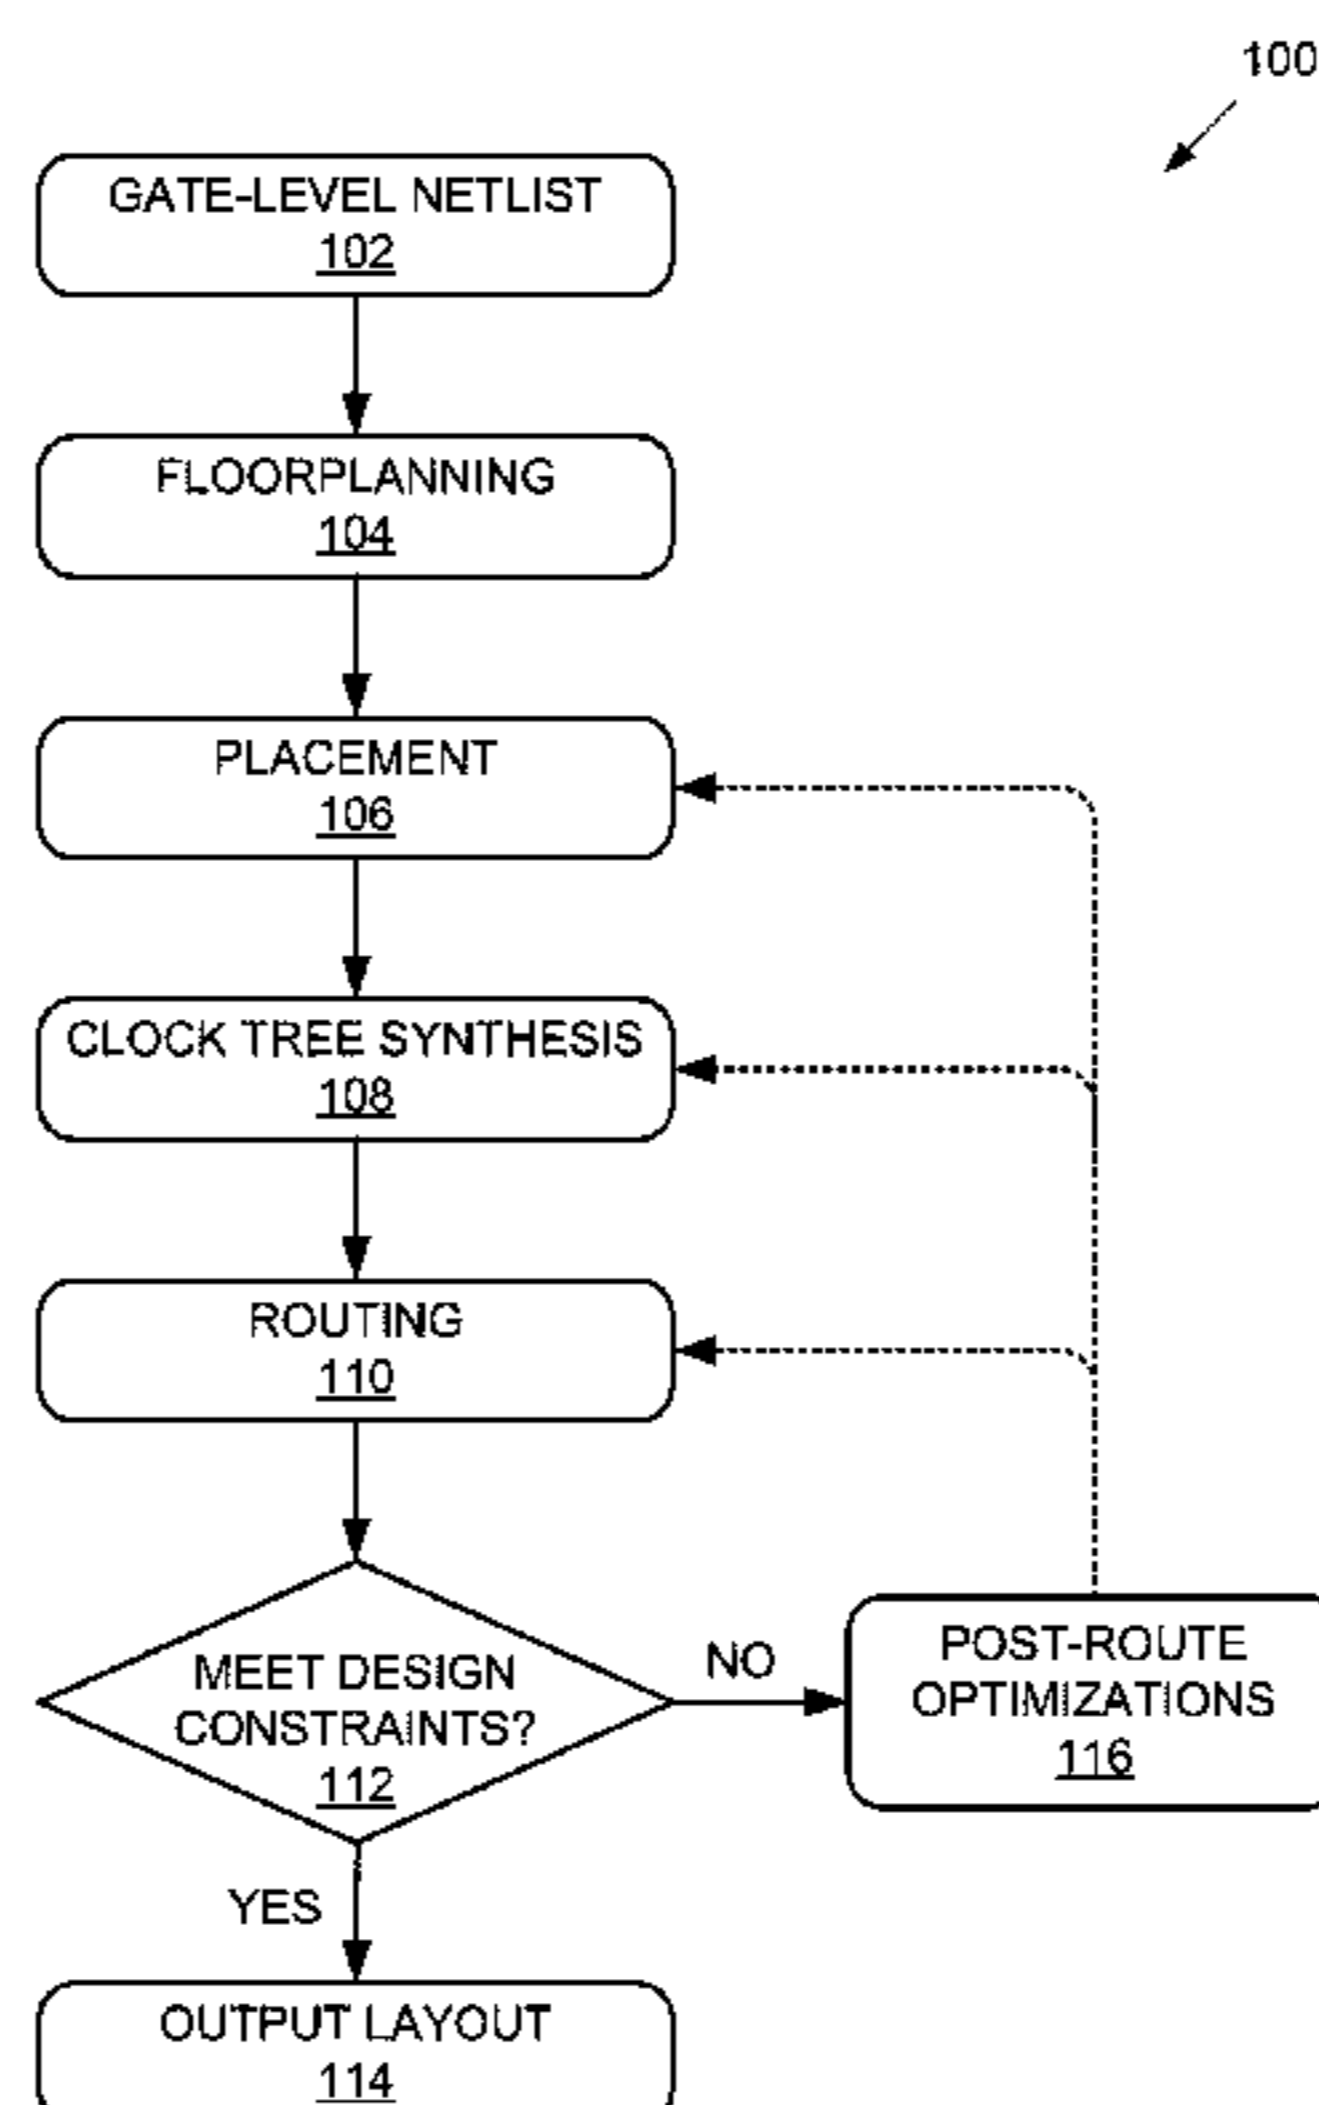 100
GATE-LEVEL NETLIST
102
FLOORPLANNING
104
PLACEMENT
106
CLOCK TREE SYNTHESIS
108
ROUTING
110
MEET DESIGN
CONSTRAINTS?
112
NO
POST-ROUTE
OPTIMIZATIONS
116
YES
OUTPUT LAYOUT
114